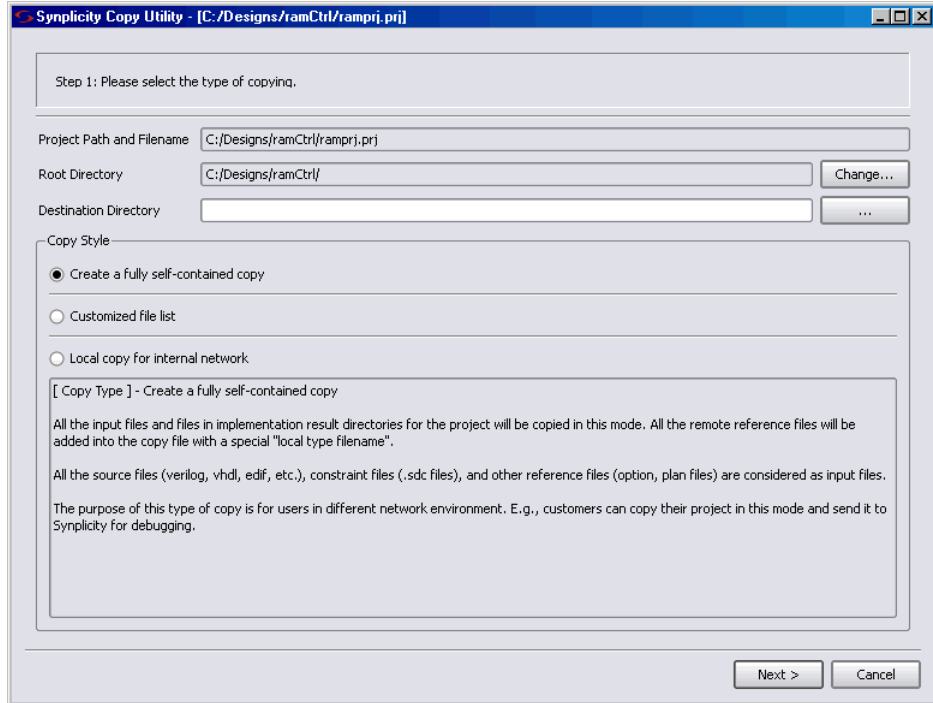 Synplicity Copy Utility - [C:/Designs/ramCtrl/ramprj.prj]
Step 1: Please select the type of copying.
Project Path and Filename C:/Designs/ramCtrl/ramprj.prj
Root Directory C:/Designs/ramCtrl/ Change...
Destination Directory ...
Copy Style
Create a fully self-contained copy
Customized file list
Local copy for internal network
[ Copy Type ] - Create a fully self-contained copy
All the input files and files in implementation result directories for the project will be copied in this mode. All the remote reference files will be
added into the copy file with a special "local type filename".
All the source files (verilog, vhdl, edif, etc.), constraint files (.sdc files), and other reference files (option, plan files) are considered as input files.
The purpose of this type of copy is for users in different network environment. E.g., customers can copy their project in this mode and send it to
Synplicity for debugging.
Next > Cancel